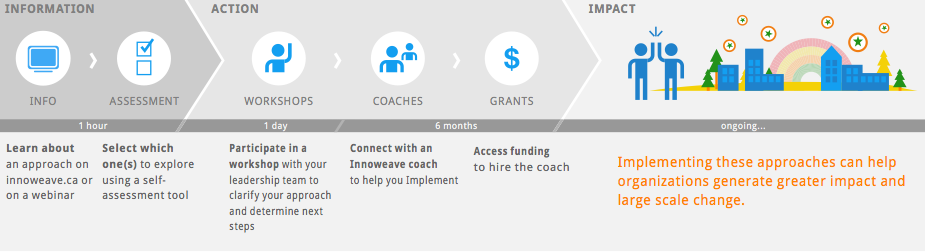 INFORMATION
ACTION
IMPACT
INFO
ASSESSMENT
WORKSHOPS
COACHES
$
GRANTS
1 hour
1 day
6 months
ongoing...
Learn about
an approach on
innoweave.ca or
on a webinar
Select which
one(s) to explore
using a self-
assessment tool
Participate in a
workshop with your
leadership team to
clarify your approach
and determine next
steps
Connect with an
Innoweave coach
to help you Implement
Access funding
to hire the coach
Implementing these approaches can help
organizations generate greater impact and
large scale change.